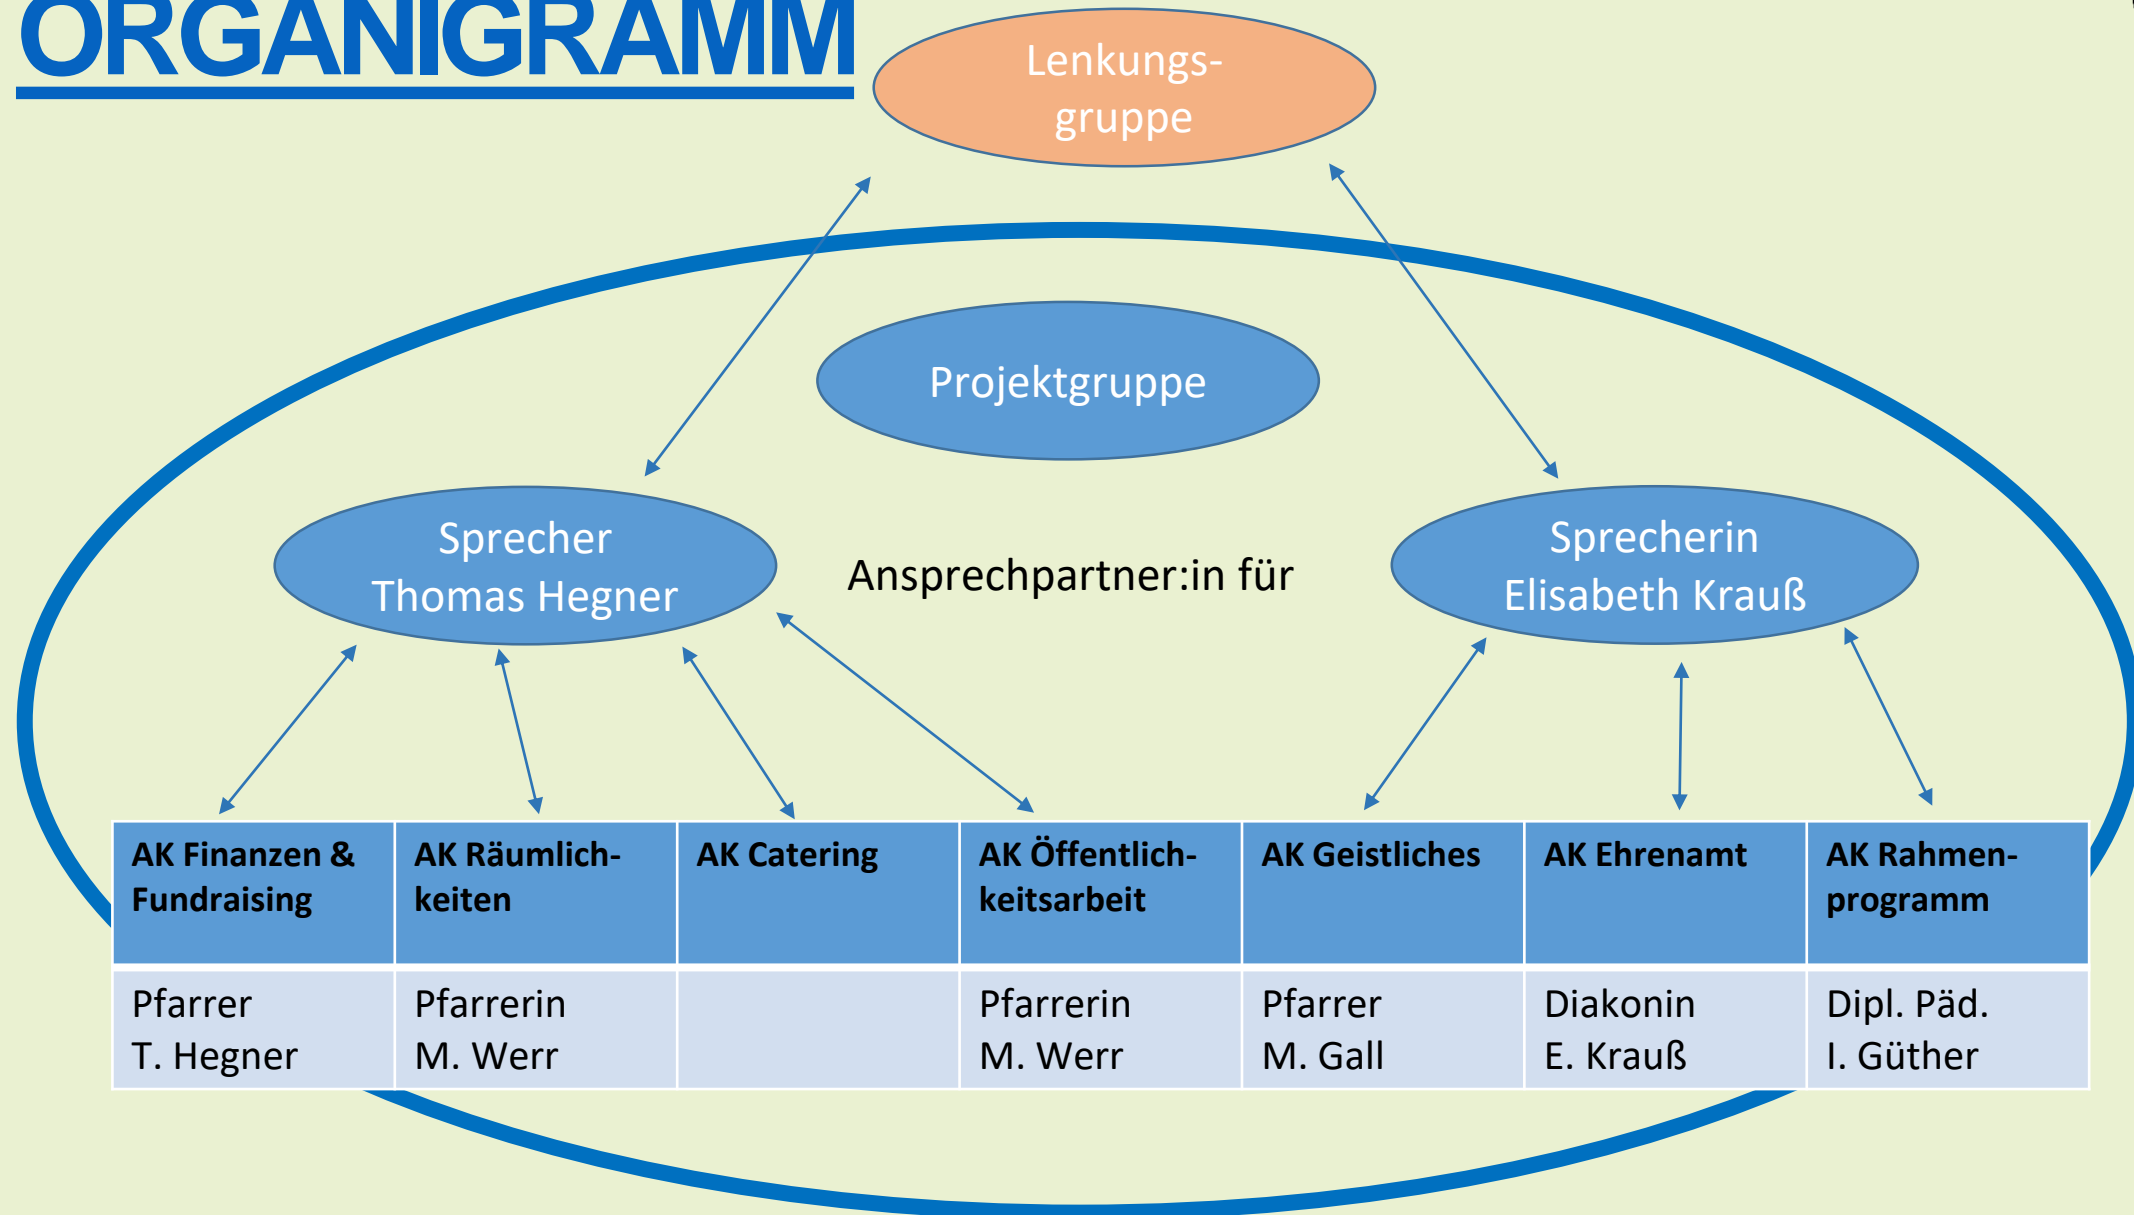 ORGANIGRAMM
Lenkungs-
gruppe
Projektgruppe
Sprecher
Thomas Hegner
Ansprechpartner:in für
Sprecherin
Elisabeth Krauß
AK Finanzen &
Fundraising
AK Räumlich-
keiten
AK Catering
AK Öffentlich-
keitsarbeit
AK Geistliches
AK Ehrenamt
AK Rahmen-
programm
Pfarrer
T. Hegner
Pfarrerin
M. Werr
Pfarrerin
M. Werr
Pfarrer
M. Gall
Diakonin
E. Krauß
Dipl. Päd.
I. Güther